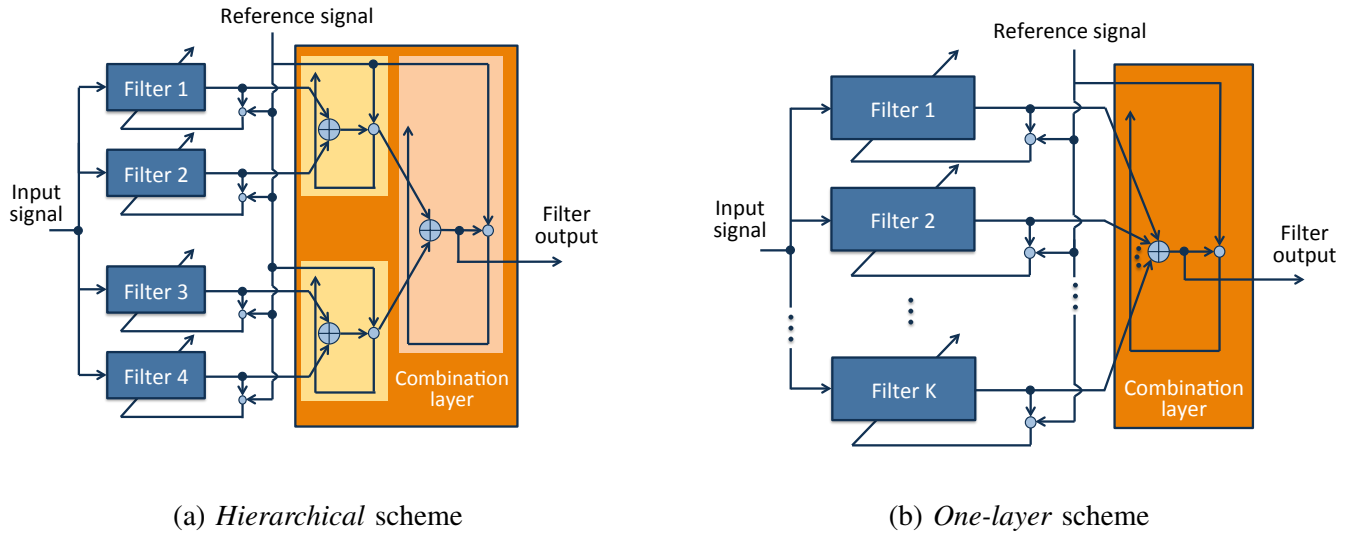 Reference signal
Filter 1
Filter 2
Input
signal
Filter 3
Filter 4
Filter
output
Combination
layer
(a) Hierarchical scheme
Reference signal
Filter 1
Filter 2
Input
signal
Filter K
Filter
output
Combination
layer
(b) One-layer scheme